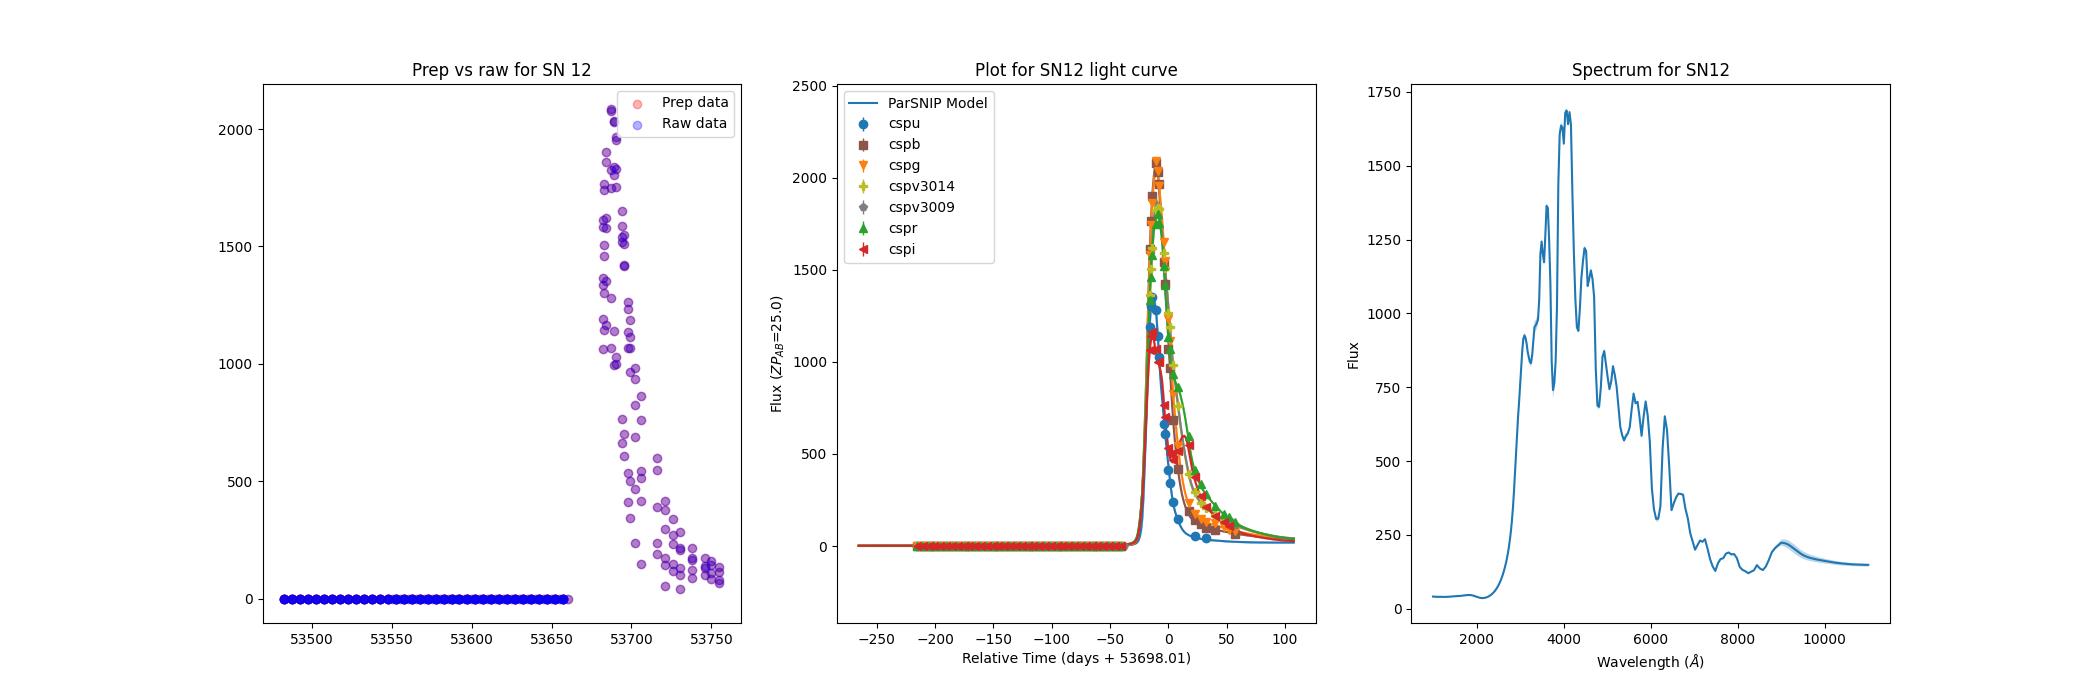 Prep vs raw for SN 12
Prep data
Raw data
2000
1500
1000
500
0
53500
53550
53600
53650
53700
53750
Plot for SN12 light curve
ParSNIP Model
cspu
cspb
cspg
cspv3014
cspv3009
cspr
cspi
Flux (ZP_AB=25.0)
2500
2000
1500
1000
500
0
−250
−200
−150
−100
−50
0
50
100
Relative Time (days + 53698.01)
Spectrum for SN12
Flux
1750
1500
1250
1000
750
500
250
0
2000
4000
6000
8000
10000
Wavelength (Å)